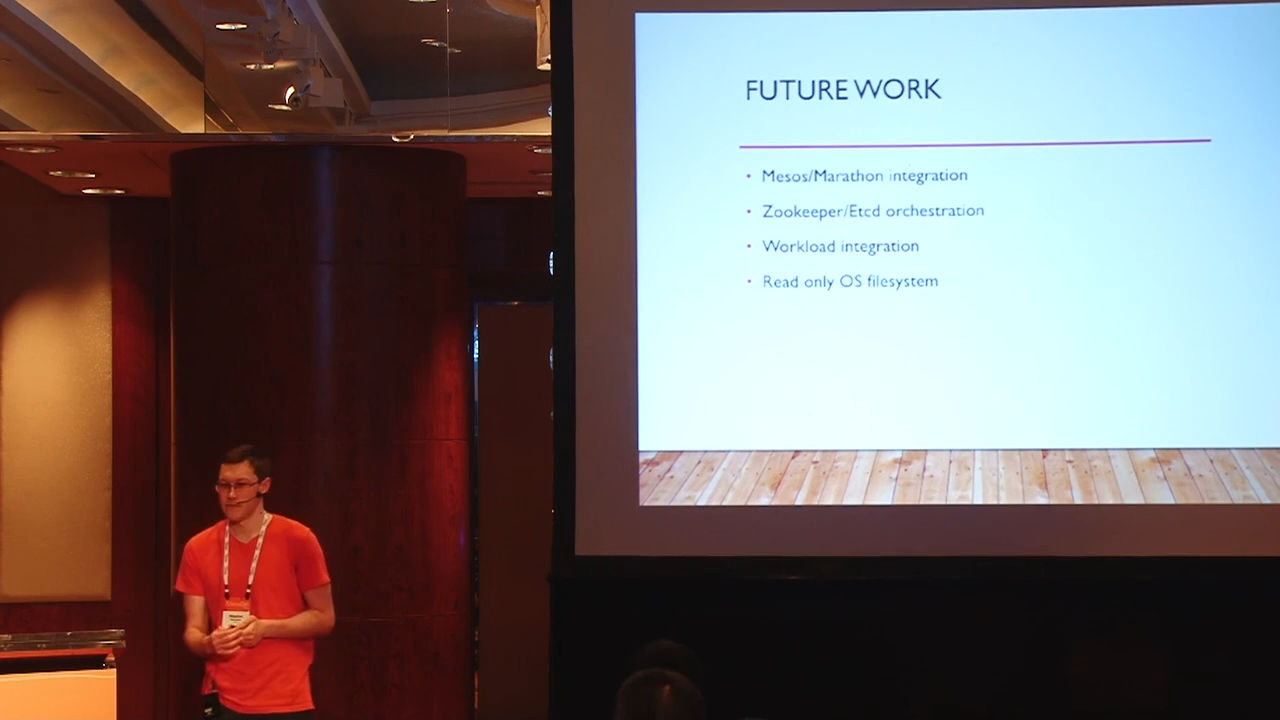 FUTURE WORK
• Mesos/Marathon integration
• Zookeeper/Etcd orchestration
• Workload integration
• Read only OS filesystem